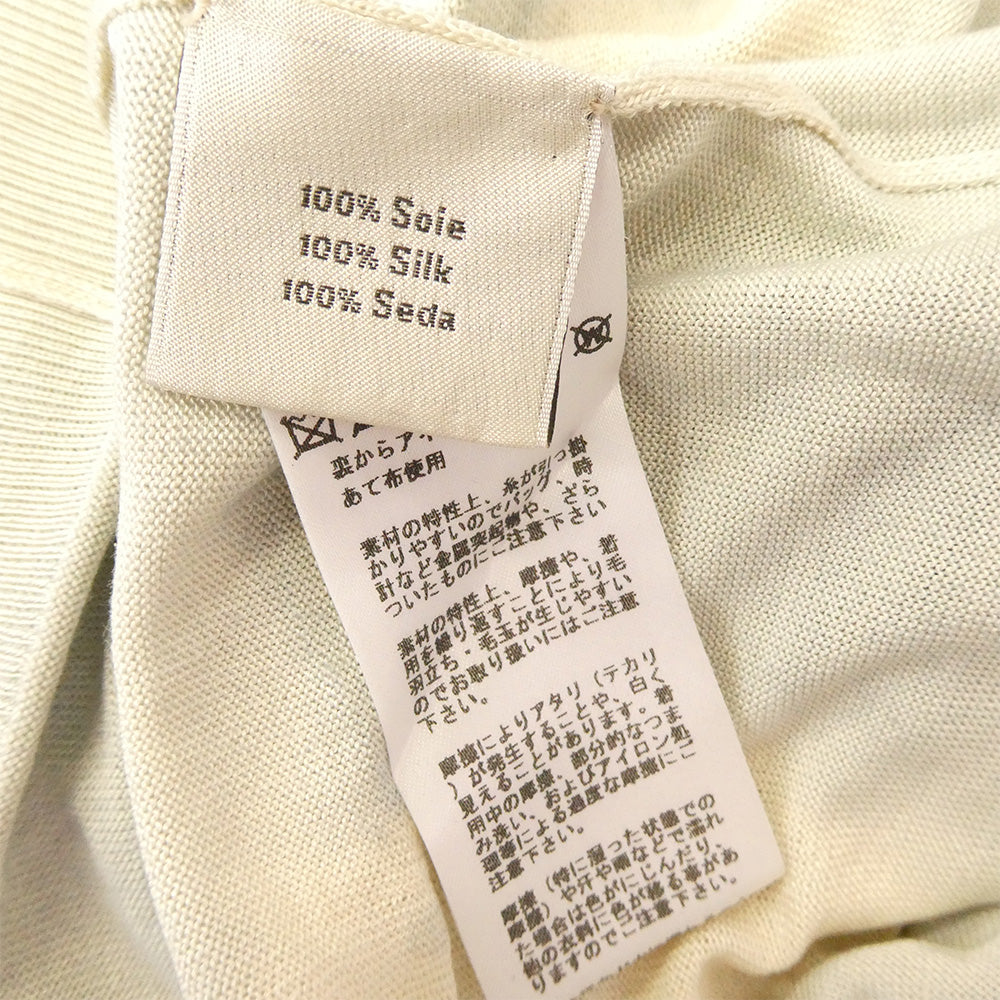 100% Soie
100% Silk
100% Seda
W
裏からア
あて布使用
素材の特性上、糸が引っ掛
かりやすいのでバッグ、時
計など金属突起物や、ざら
ついたものにご注意下さい
素材の特性上、摩擦や、着
用を繰り返すことにより毛
羽立ち・毛玉が生じやすい
のでお取り扱いにはご注意
下さい。
摩擦によりアタリ(テカリ
)が発生することや、白く
見えることがあります。着
用中の摩擦、部分的なつま
み洗い、およびアイロン処
理等による過度な摩擦にご
注意下さい。
摩擦(特に湿った状態での
摩擦)や汗や雨などで濡れ
た場合は色がにじんだり、
他の衣料に色が移る事があ
りますのでご注意下さい。